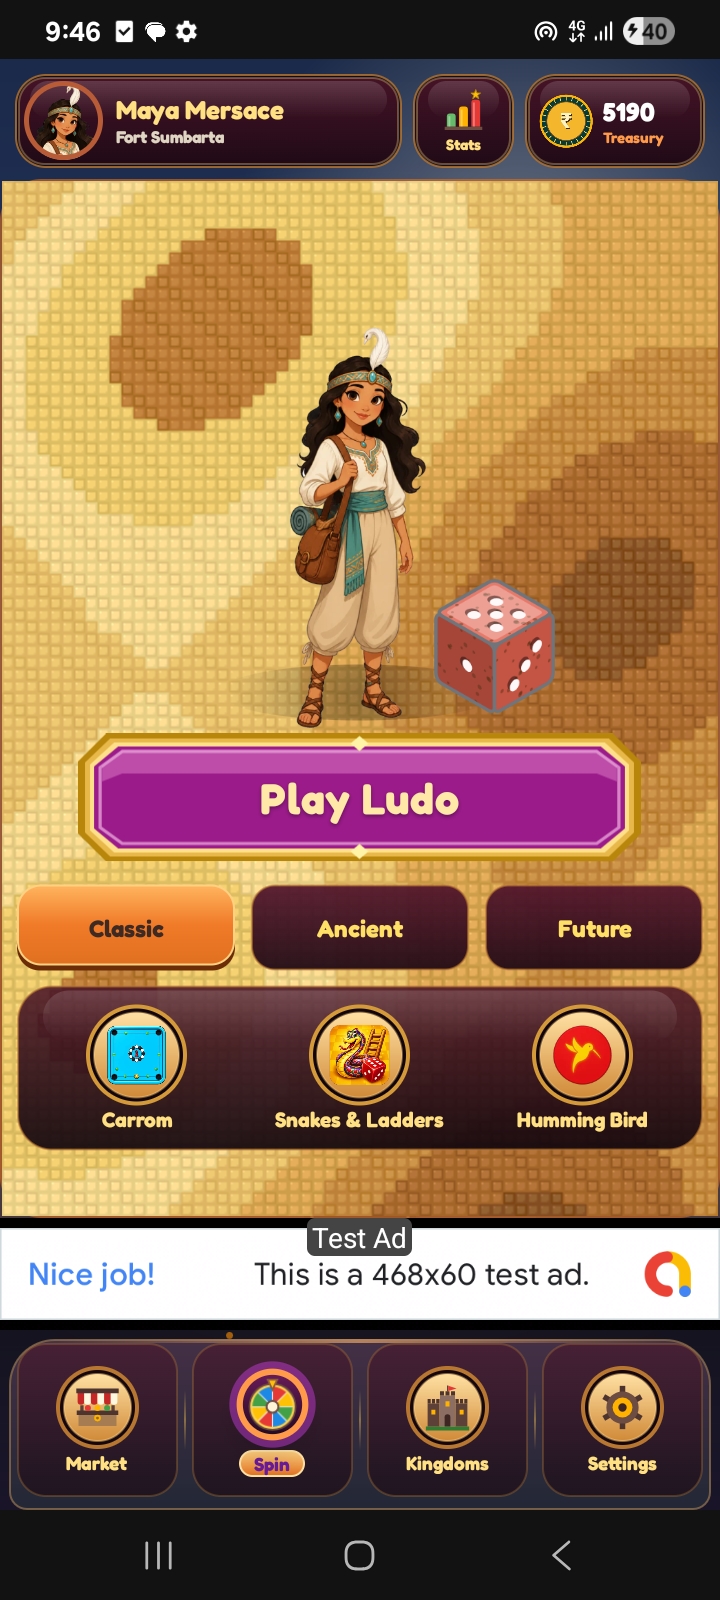 9:46
4G
40
Maya Mersace
Fort Sumbarta
Stats
₹
5190
Treasury
Play Ludo
Classic
Ancient
Future
Carrom
Snakes & Ladders
Humming Bird
Test Ad
Nice job!
This is a 468x60 test ad.
Market
Spin
Kingdoms
Settings